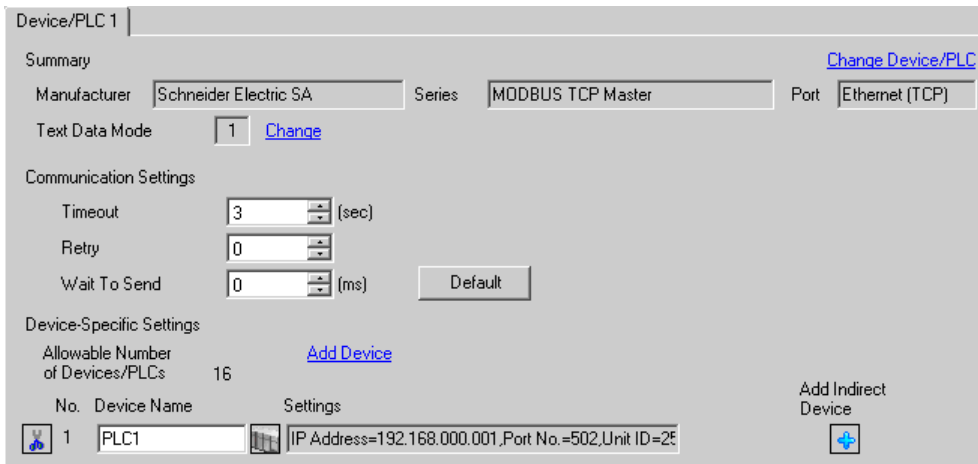 Device/PLC 1
Summary Change Device/PLC
Manufacturer Schneider Electric SA Series MODBUS TCP Master Port Ethernet (TCP)
Text Data Mode 1 Change
Communication Settings
Timeout 3 (sec)
Retry 0
Wait To Send 0 (ms) Default
Device-Specific Settings
Allowable Number
of Devices/PLCs 16 Add Device
Add Indirect
Device
No. Device Name Settings
1 PLC1 IP Address=192.168.000.001,Port No.=502,Unit ID=25